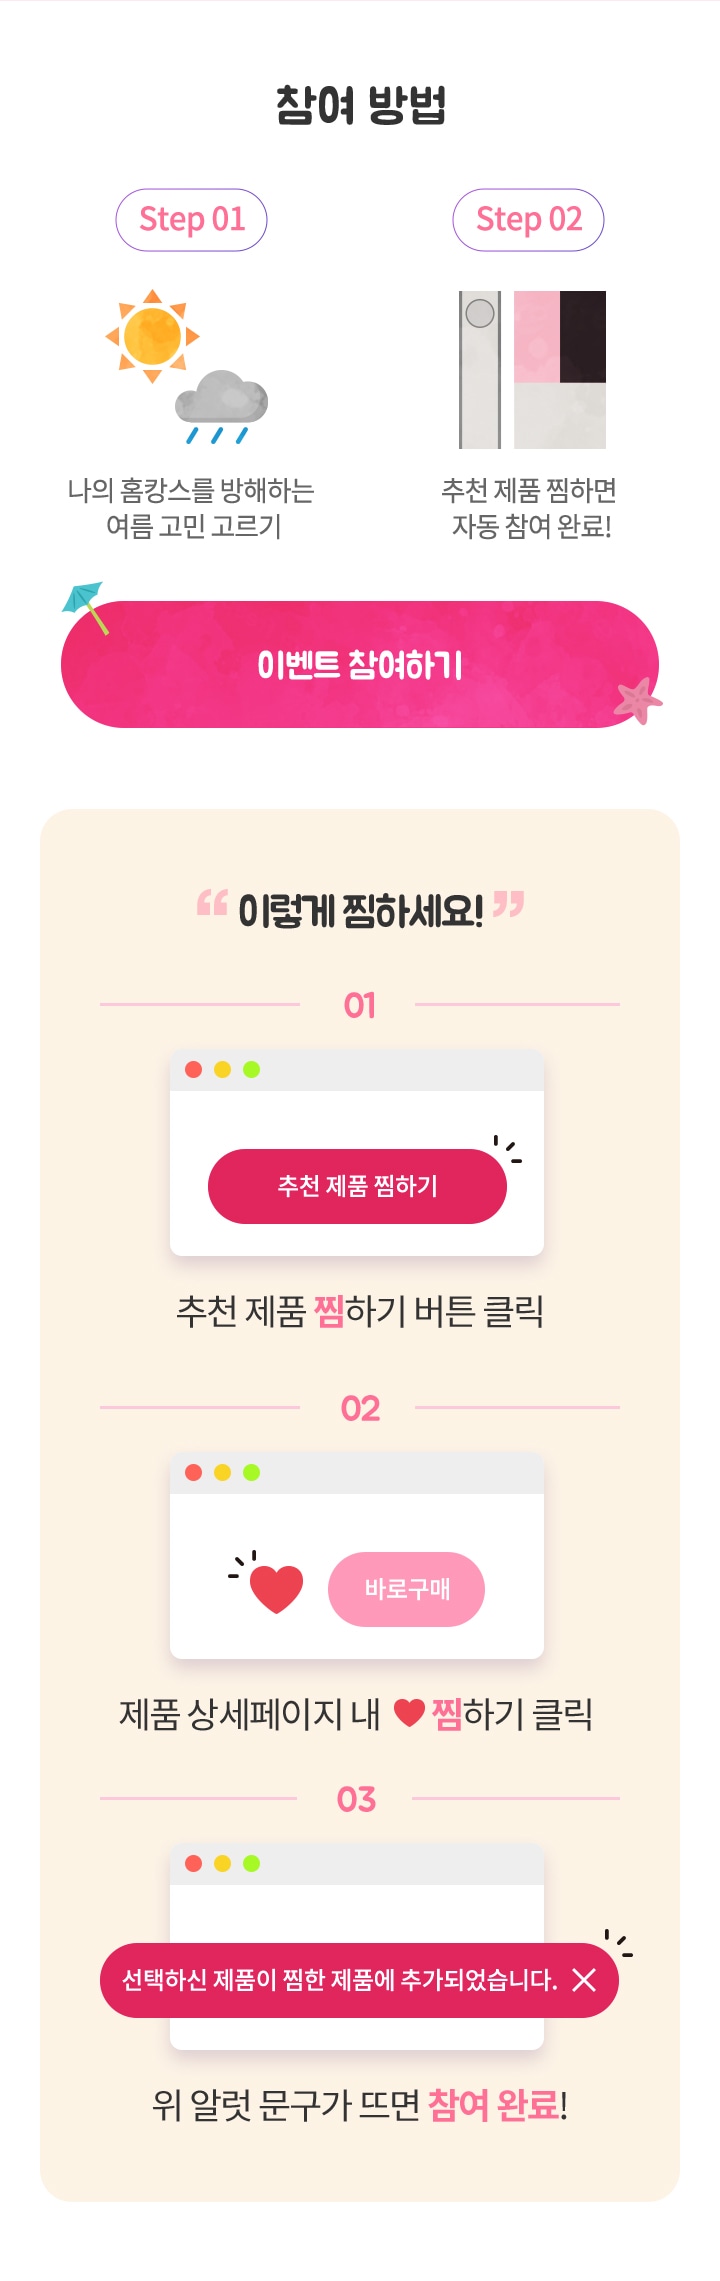 참여 방법
Step 01
Step 02
나의 홈캉스를 방해하는
여름 고민 고르기
추천 제품 찜하면
자동 참여 완료!
이벤트 참여하기
“ 이렇게 찜하세요! ”
01
추천 제품 찜하기
추천 제품 찜하기 버튼 클릭
02
바로구매
제품 상세페이지 내 ♥ 찜하기 클릭
03
선택하신 제품이 찜한 제품에 추가되었습니다. ✕
위 알럿 문구가 뜨면 참여 완료!